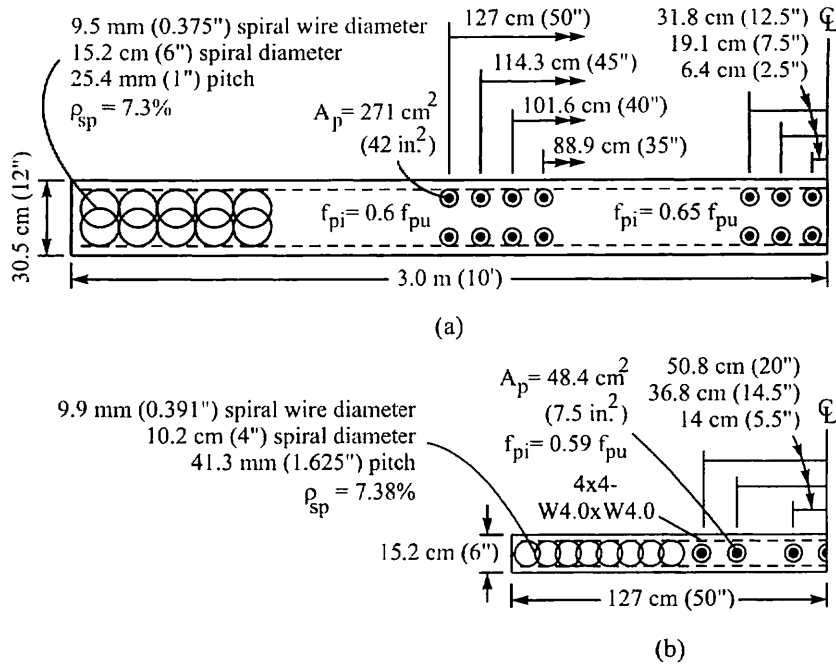 9.5 mm (0.375") spiral wire diameter
15.2 cm (6") spiral diameter
25.4 mm (1") pitch
ρsp = 7.3%
Ap = 271 cm²
(42 in.²)
127 cm (50")
114.3 cm (45")
101.6 cm (40")
88.9 cm (35")
31.8 cm (12.5")
19.1 cm (7.5")
6.4 cm (2.5")
℄
30.5 cm (12")
fpi = 0.6 fpu
fpi = 0.65 fpu
3.0 m (10')
(a)
9.9 mm (0.391") spiral wire diameter
10.2 cm (4") spiral diameter
41.3 mm (1.625") pitch
ρsp = 7.38%
Ap = 48.4 cm²
(7.5 in.²)
fpi = 0.59 fpu
4x4-
W4.0xW4.0
50.8 cm (20")
36.8 cm (14.5")
14 cm (5.5")
℄
15.2 cm (6")
127 cm (50")
(b)